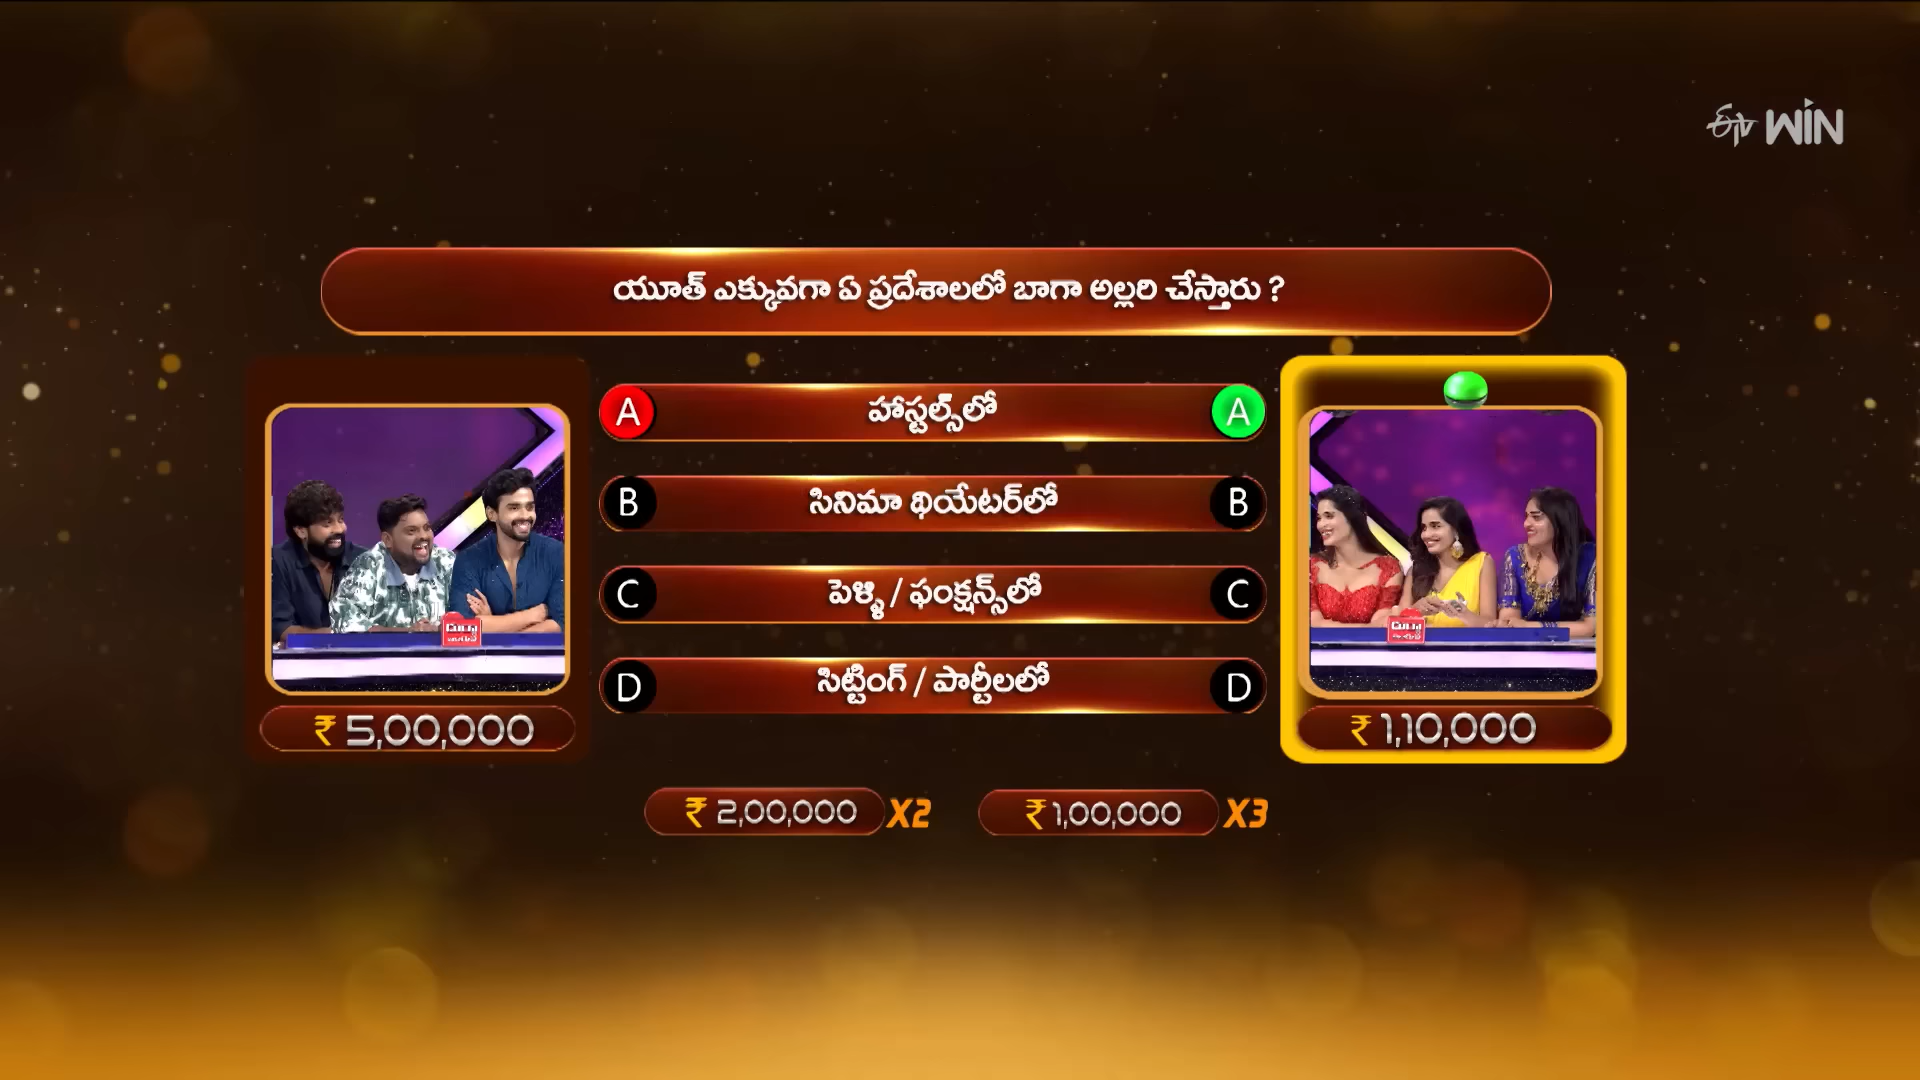 ఈtv WIN
యూత్ ఎక్కువగా ఏ ప్రదేశాలలో బాగా అల్లరి చేస్తారు ?
A హాస్టల్స్‌లో A
B సినిమా థియేటర్‌లో B
C పెళ్ళి / ఫంక్షన్స్‌లో C
D సిట్టింగ్ / పార్టీలలో D
₹ 5,00,000
₹ 1,10,000
₹ 2,00,000 X2
₹ 1,00,000 X3